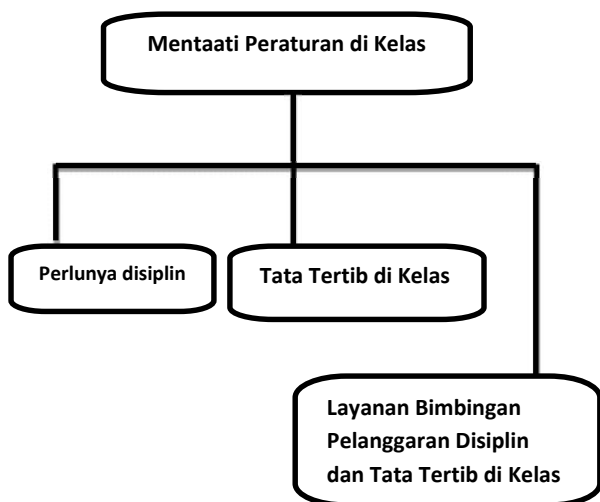 Mentaati Peraturan di Kelas
Perlunya disiplin
Tata Tertib di Kelas
Layanan Bimbingan
Pelanggaran Disiplin
dan Tata Tertib di Kelas